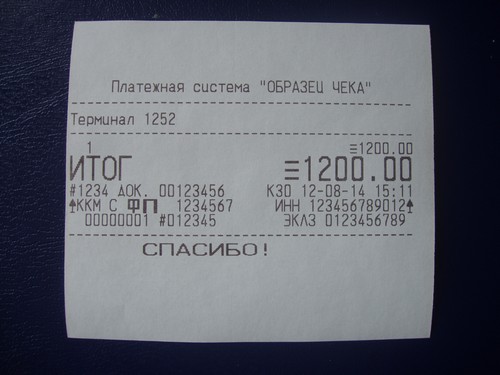 Платежная система "ОБРАЗЕЦ ЧЕКА"
Терминал 1252
1 ≡1200.00
ИТОГ ≡1200.00
#1234 ДОК. 00123456 КЗ0 12-08-14 15:11
ККМ С ФП 1234567 ИНН 123456789012
00000001 #012345 ЭКЛЗ 0123456789
СПАСИБО!